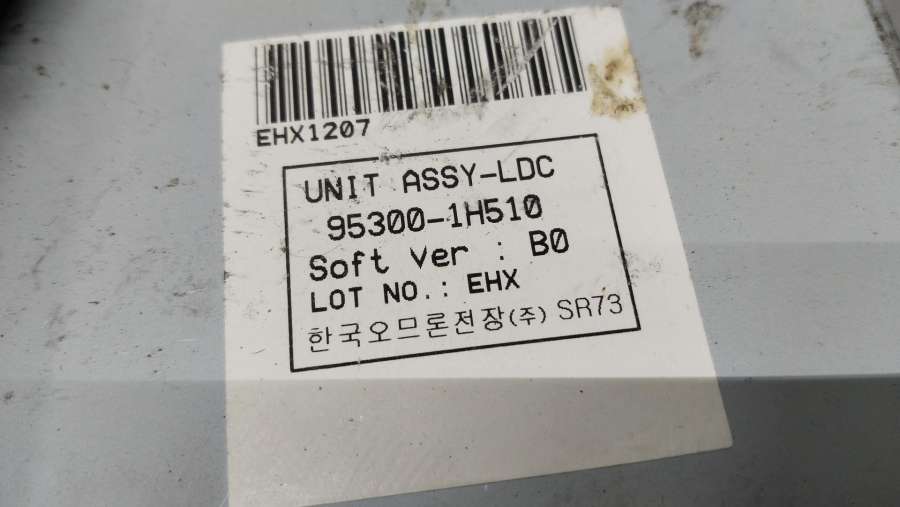 EHX1207
UNIT ASSY-LDC
95300-1H510
Soft Ver : B0
LOT NO.: EHX
한국오므론전장(주) SR73